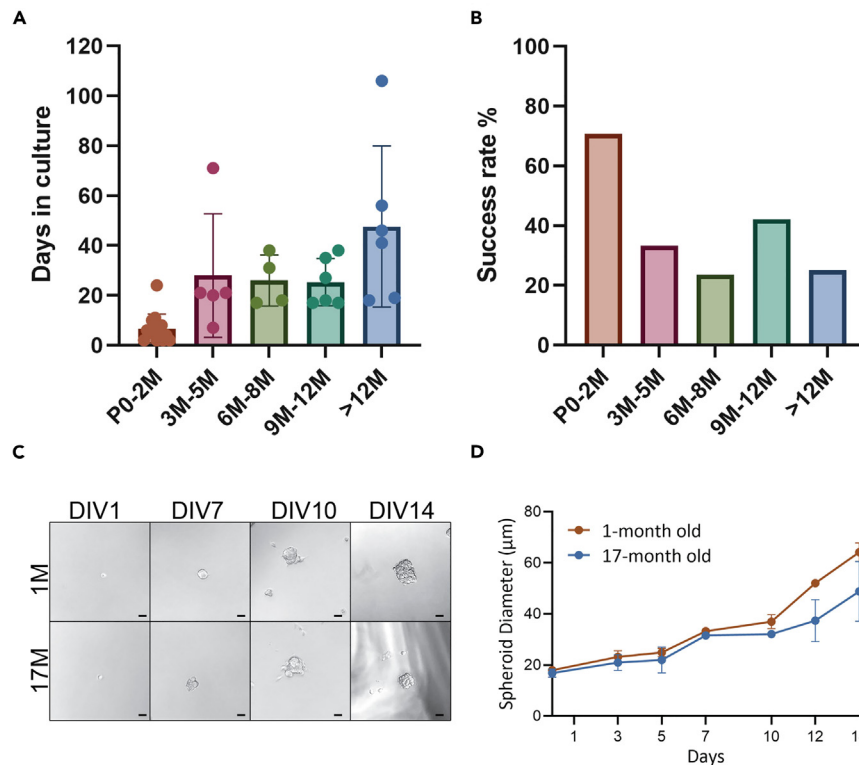 A
Days in culture
120
100
80
60
40
20
0
P0-2M
3M-5M
6M-8M
9M-12M
>12M
B
Success rate %
100
80
60
40
20
0
P0-2M
3M-5M
6M-8M
9M-12M
>12M
C
DIV1 DIV7 DIV10 DIV14
1M
17M
D
Spheroid Diameter (μm)
80
60
40
20
0
1-month old
17-month old
1 3 5 7 10 12
Days